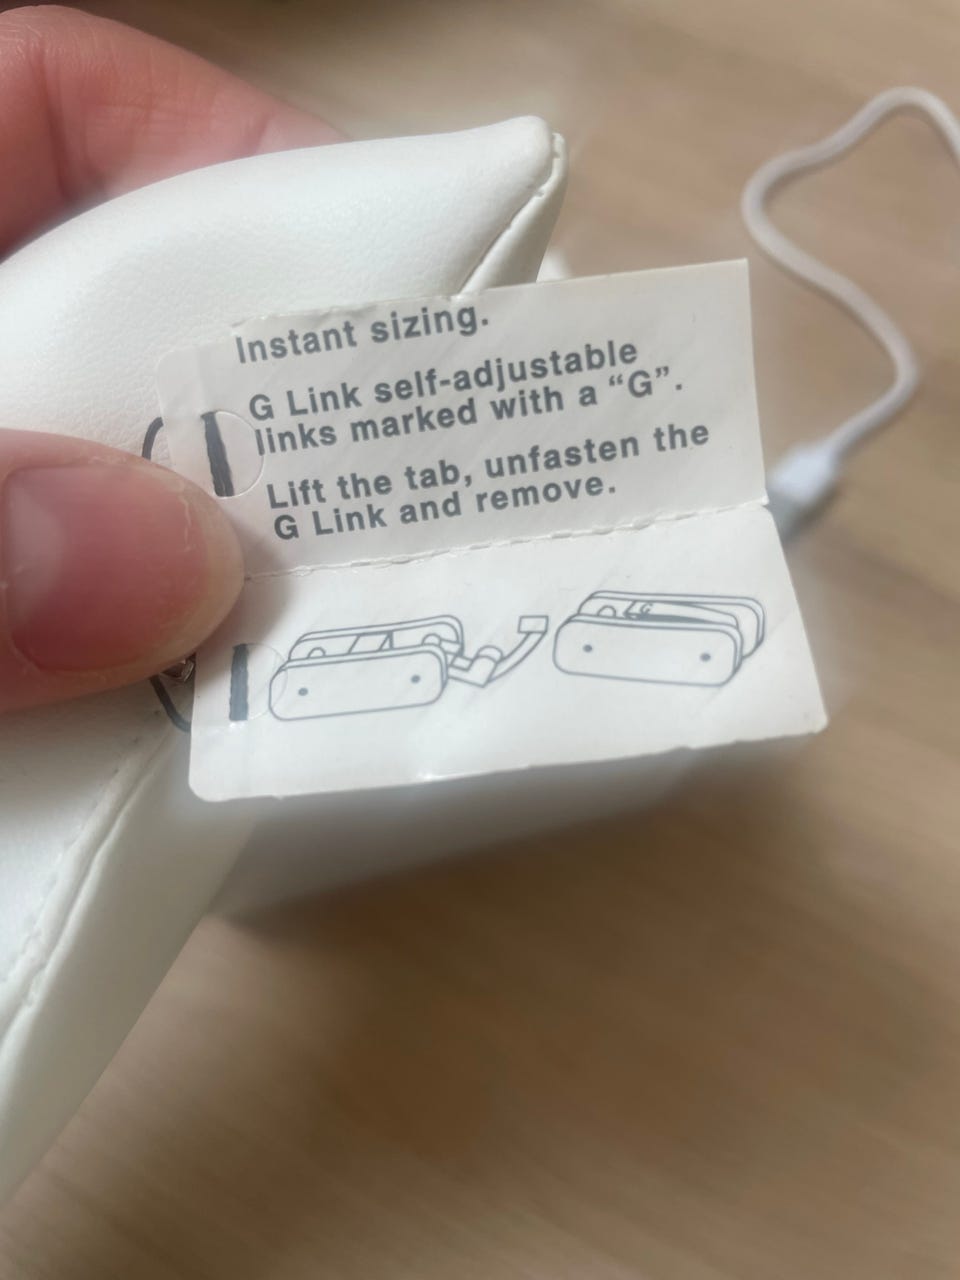 Instant sizing.
G Link self-adjustable
links marked with a “G”.
Lift the tab, unfasten the
G Link and remove.
G